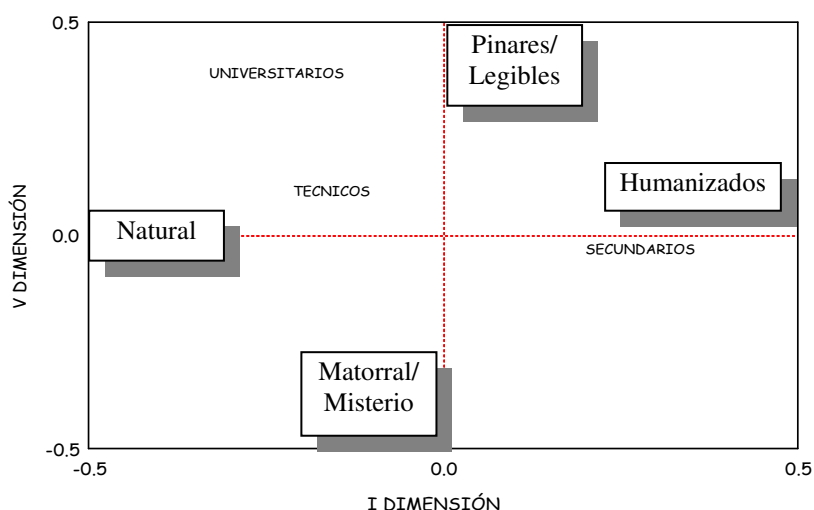 0.5
Pinares/
Legibles
UNIVERSITARIOS
Humanizados
TECNICOS
Natural
0.0
SECUNDARIOS
V DIMENSIÓN
Matorral/
Misterio
-0.5
-0.5
0.0
0.5
I DIMENSIÓN